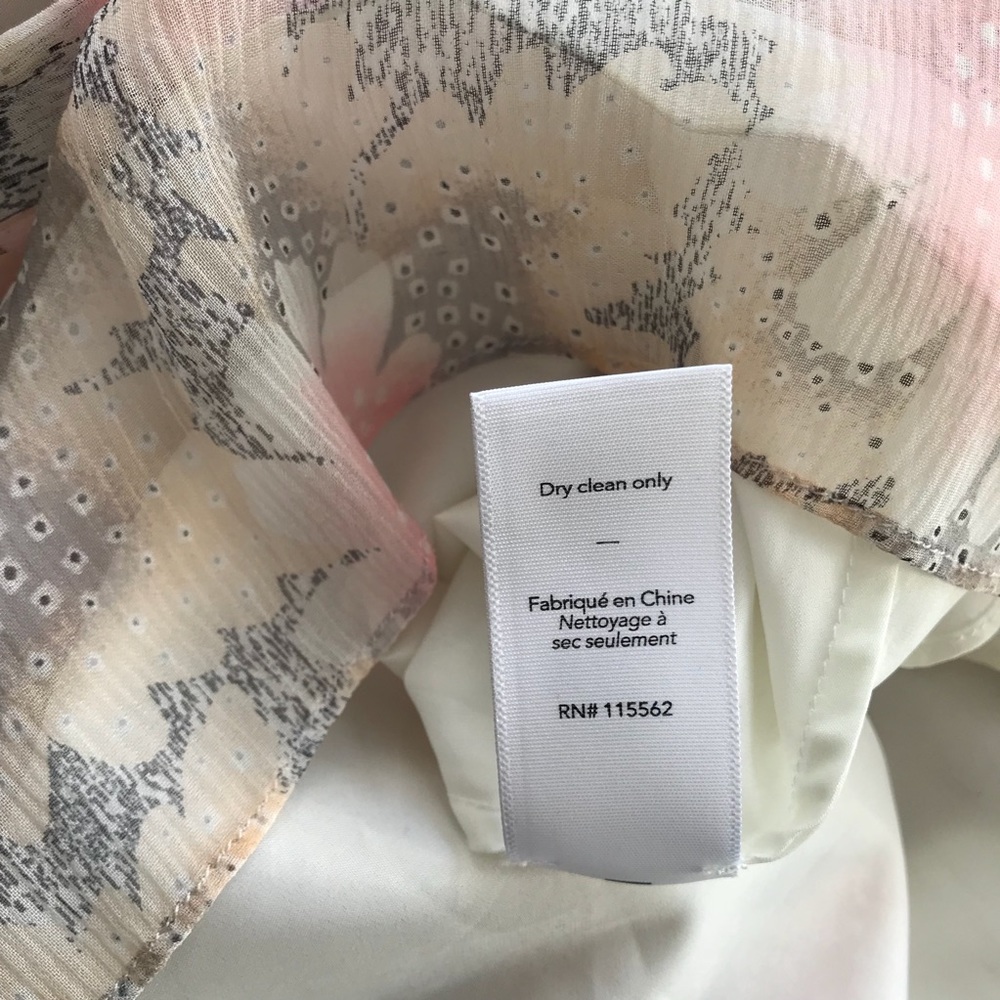 Dry clean only
—
Fabriqué en Chine
Nettoyage à
sec seulement
RN# 115562